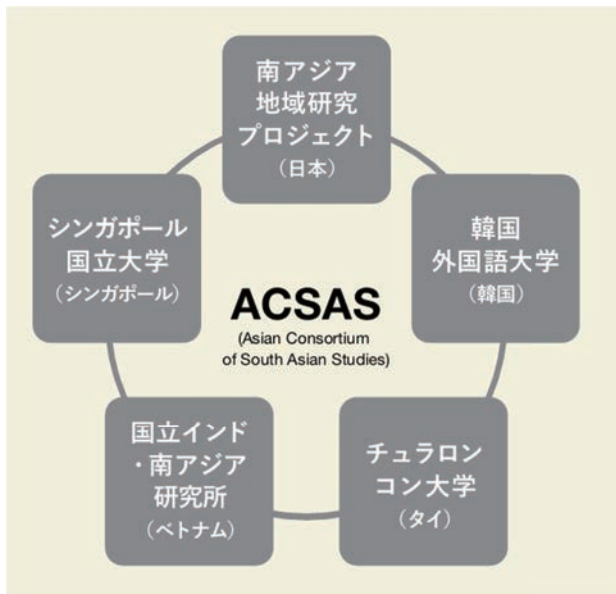 南アジア
地域研究
プロジェクト
（日本）
シンガポール
国立大学
（シンガポール）
韓国
外国語大学
（韓国）
ACSAS
(Asian Consortium
of South Asian Studies)
国立インド
・南アジア
研究所
（ベトナム）
チュラロン
コン大学
（タイ）